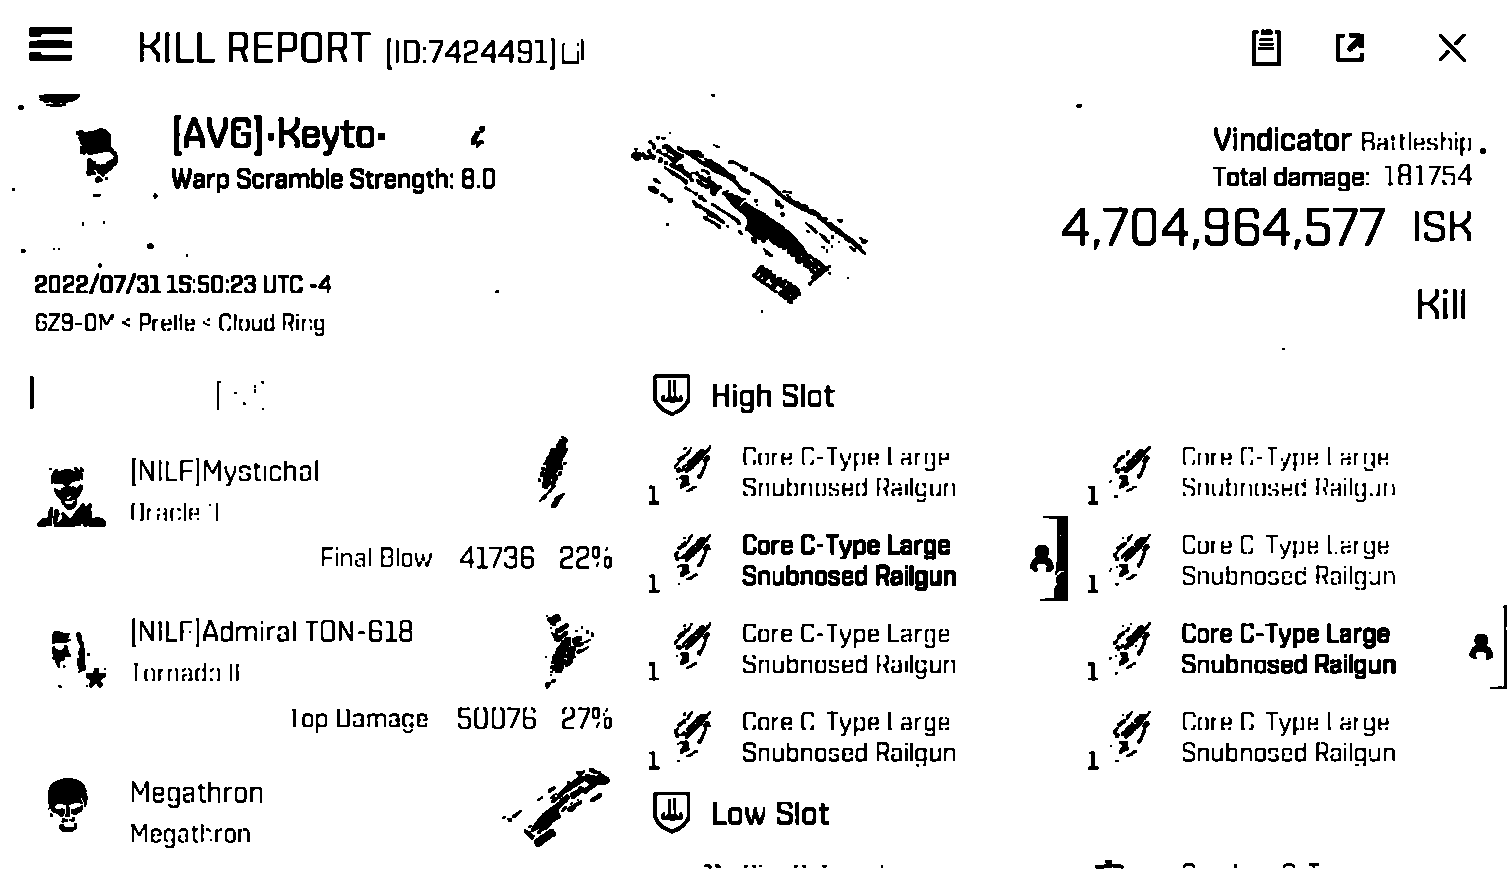 KILL REPORT [ID:7424491]
[AVG]•Keyto•
Warp Scramble Strength: 8.0
Vindicator Battleship
Total damage: 181754
4,704,964,577 ISK
2022/07/31 15:50:23 UTC -4
6Z9-0M < Prelle < Cloud Ring
Kill
[NILF]Mystichal
Oracle II
Final Blow 41736 22%
[NILF]Admiral TON-618
Tornado II
Top Damage 50076 27%
Megathron
Megathron
High Slot
1 Core C-Type Large
Snubnosed Railgun
1 Core C-Type Large
Snubnosed Railgun
1 Core C-Type Large
Snubnosed Railgun
1 Core C-Type Large
Snubnosed Railgun
1 Core C-Type Large
Snubnosed Railgun
1 Core C-Type Large
Snubnosed Railgun
1 Core C-Type Large
Snubnosed Railgun
1 Core C-Type Large
Snubnosed Railgun
Low Slot